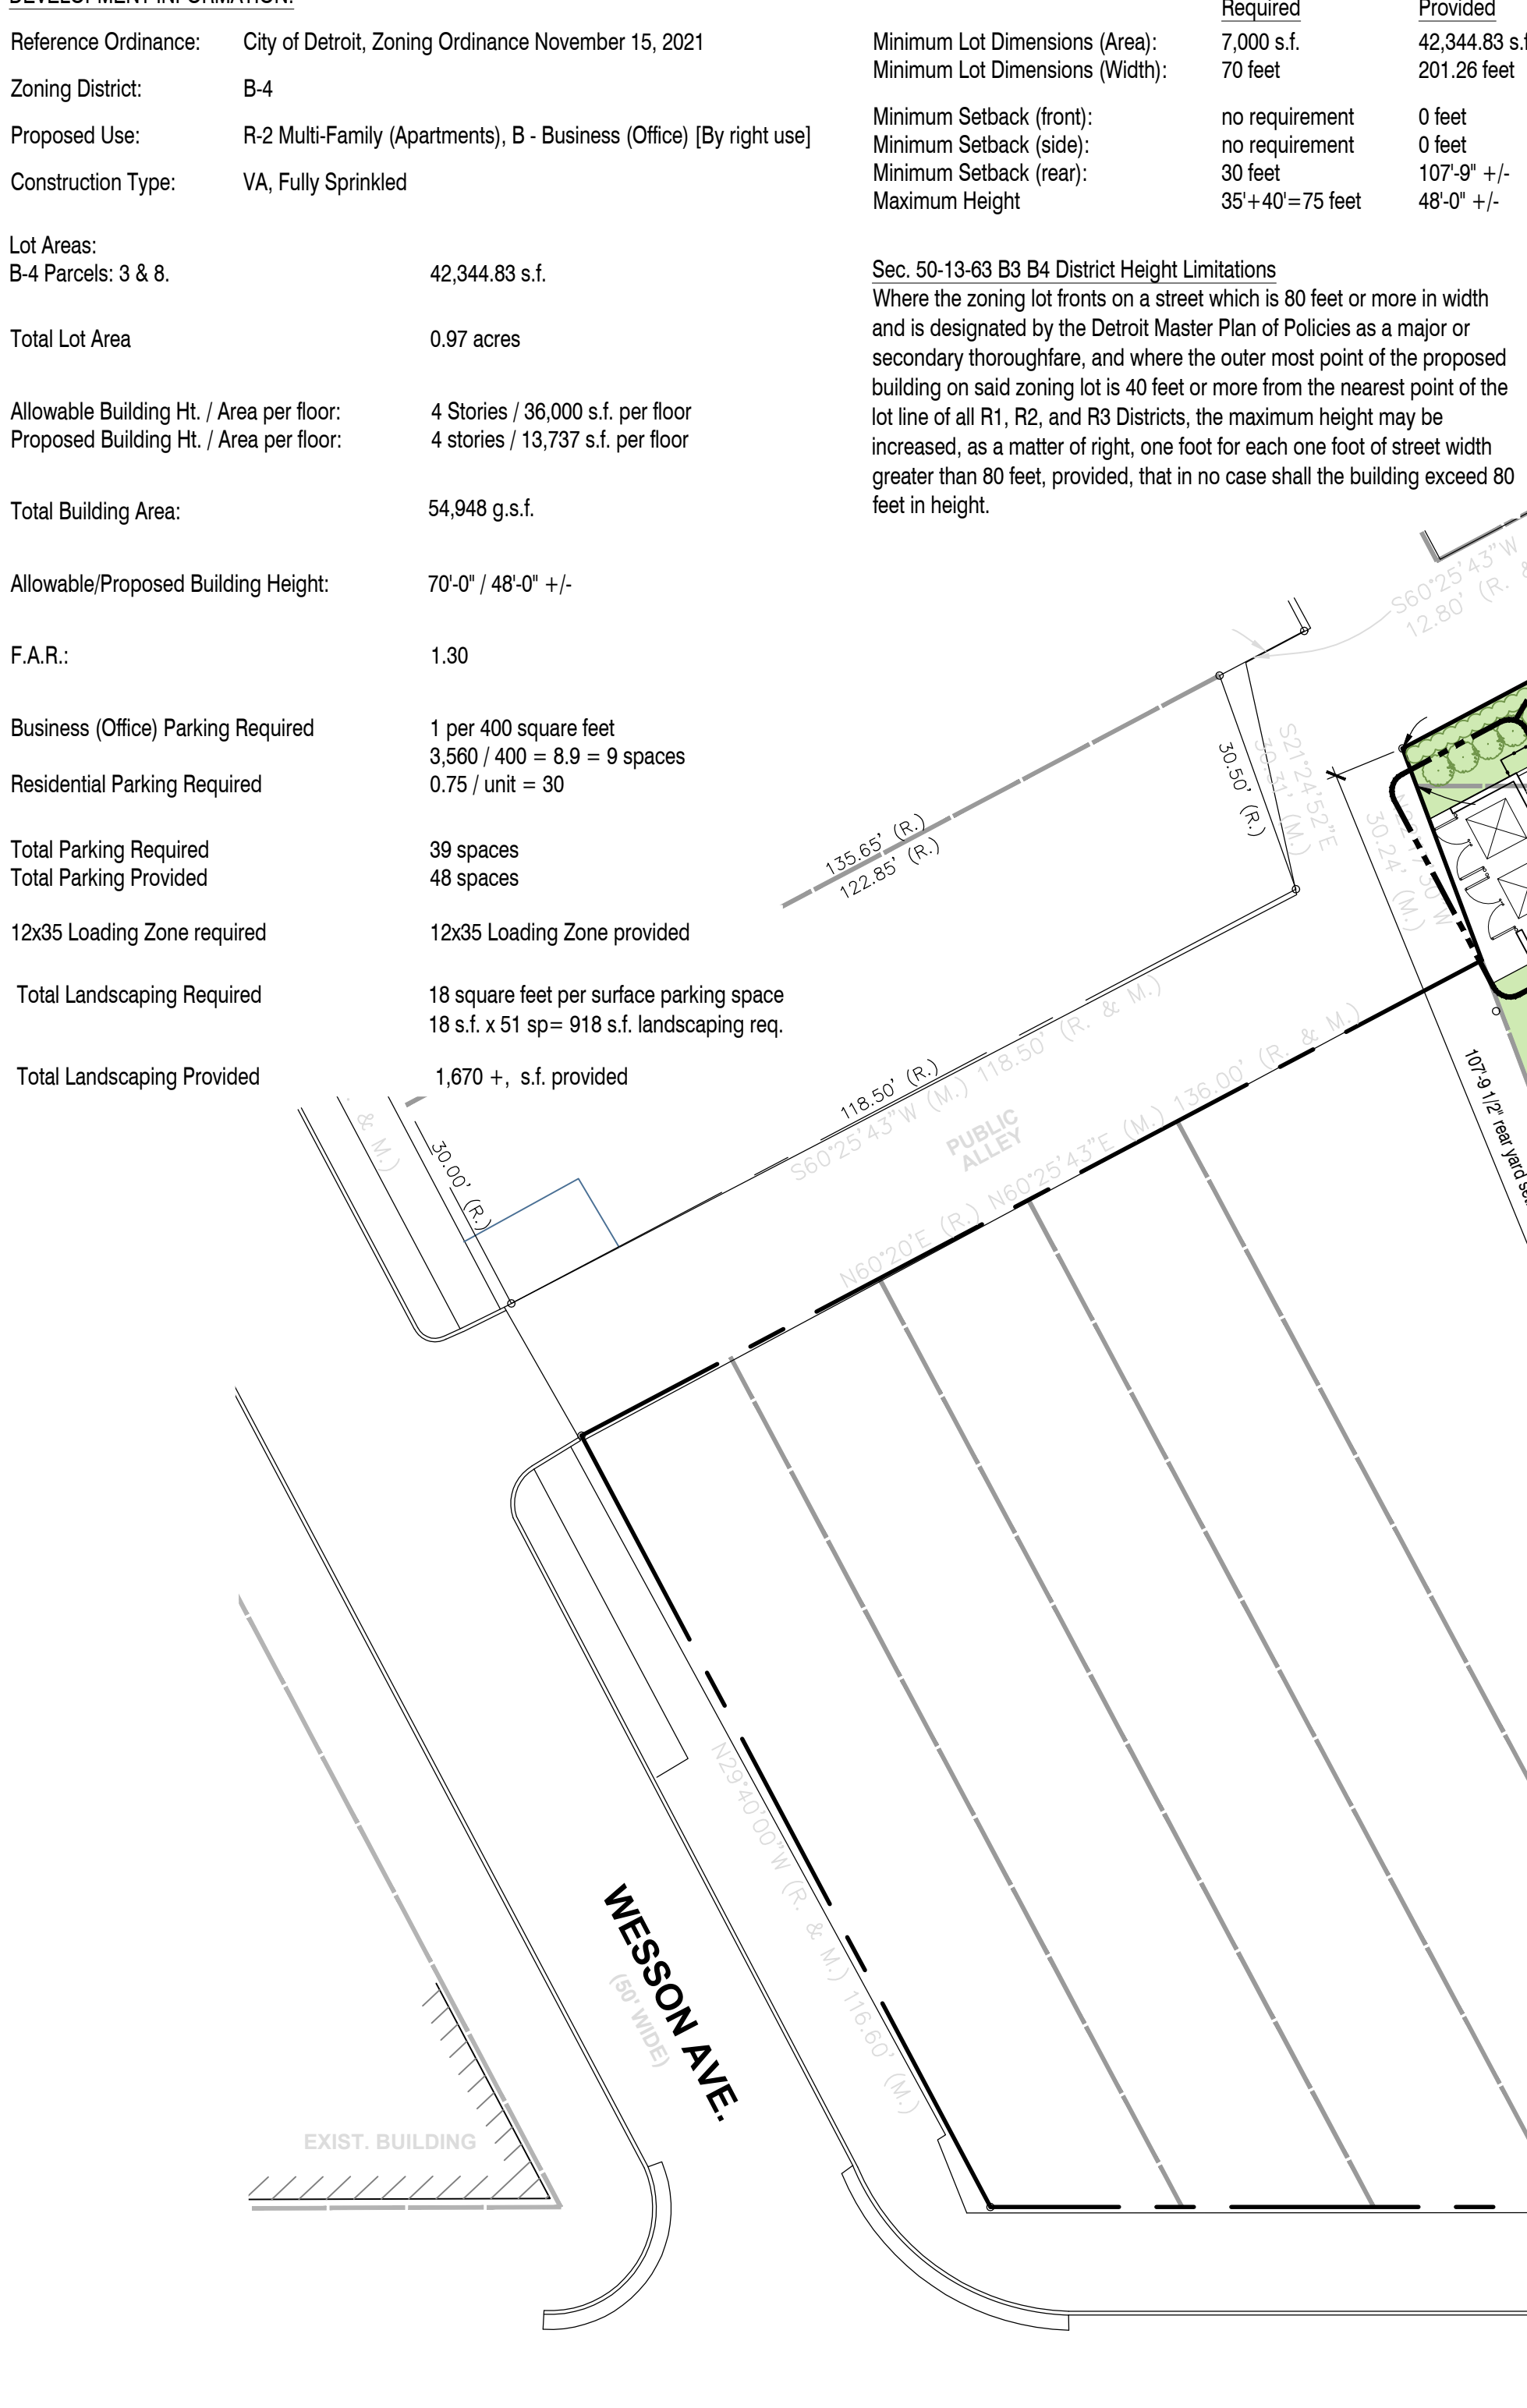 DEVELOPMENT INFORMATION:
Reference Ordinance: City of Detroit, Zoning Ordinance November 15, 2021
Zoning District: B-4
Proposed Use: R-2 Multi-Family (Apartments), B - Business (Office) [By right use]
Construction Type: VA, Fully Sprinkled
Lot Areas:
B-4 Parcels: 3 & 8. 42,344.83 s.f.
Total Lot Area 0.97 acres
Allowable Building Ht. / Area per floor: 4 Stories / 36,000 s.f. per floor
Proposed Building Ht. / Area per floor: 4 stories / 13,737 s.f. per floor
Total Building Area: 54,948 g.s.f.
Allowable/Proposed Building Height: 70'-0" / 48'-0" +/-
F.A.R.: 1.30
Business (Office) Parking Required 1 per 400 square feet
3,560 / 400 = 8.9 = 9 spaces
Residential Parking Required 0.75 / unit = 30
Total Parking Required 39 spaces
Total Parking Provided 48 spaces
12x35 Loading Zone required 12x35 Loading Zone provided
Total Landscaping Required 18 square feet per surface parking space
18 s.f. x 51 sp= 918 s.f. landscaping req.
Total Landscaping Provided 1,670 +, s.f. provided
Required Provided
Minimum Lot Dimensions (Area): 7,000 s.f. 42,344.83 s.f
Minimum Lot Dimensions (Width): 70 feet 201.26 feet
Minimum Setback (front): no requirement 0 feet
Minimum Setback (side): no requirement 0 feet
Minimum Setback (rear): 30 feet 107'-9" +/-
Maximum Height 35'+40'=75 feet 48'-0" +/-
Sec. 50-13-63 B3 B4 District Height Limitations
Where the zoning lot fronts on a street which is 80 feet or more in width
and is designated by the Detroit Master Plan of Policies as a major or
secondary thoroughfare, and where the outer most point of the proposed
building on said zoning lot is 40 feet or more from the nearest point of the
lot line of all R1, R2, and R3 Districts, the maximum height may be
increased, as a matter of right, one foot for each one foot of street width
greater than 80 feet, provided, that in no case shall the building exceed 80
feet in height.
S60°25'43"W
12.80' (R. &
S21°24'52"E
30.31' (M.)
30.50' (R.)
30.24' (M.)
135.65' (R.)
122.85' (R.)
118.50' (R.)
S60°25'43"W (M.) 118.50' (R. & M.)
PUBLIC
ALLEY
N60°20'E (R.) N60°25'43"E (M.) 136.00' (R. & M.)
107'-9 1/2" rear yard
& M.)
30.00' (R.)
N29°40'00"W (R. & M.) 116.60' (M.)
WESSON AVE.
(50' WIDE)
EXIST. BUILDING